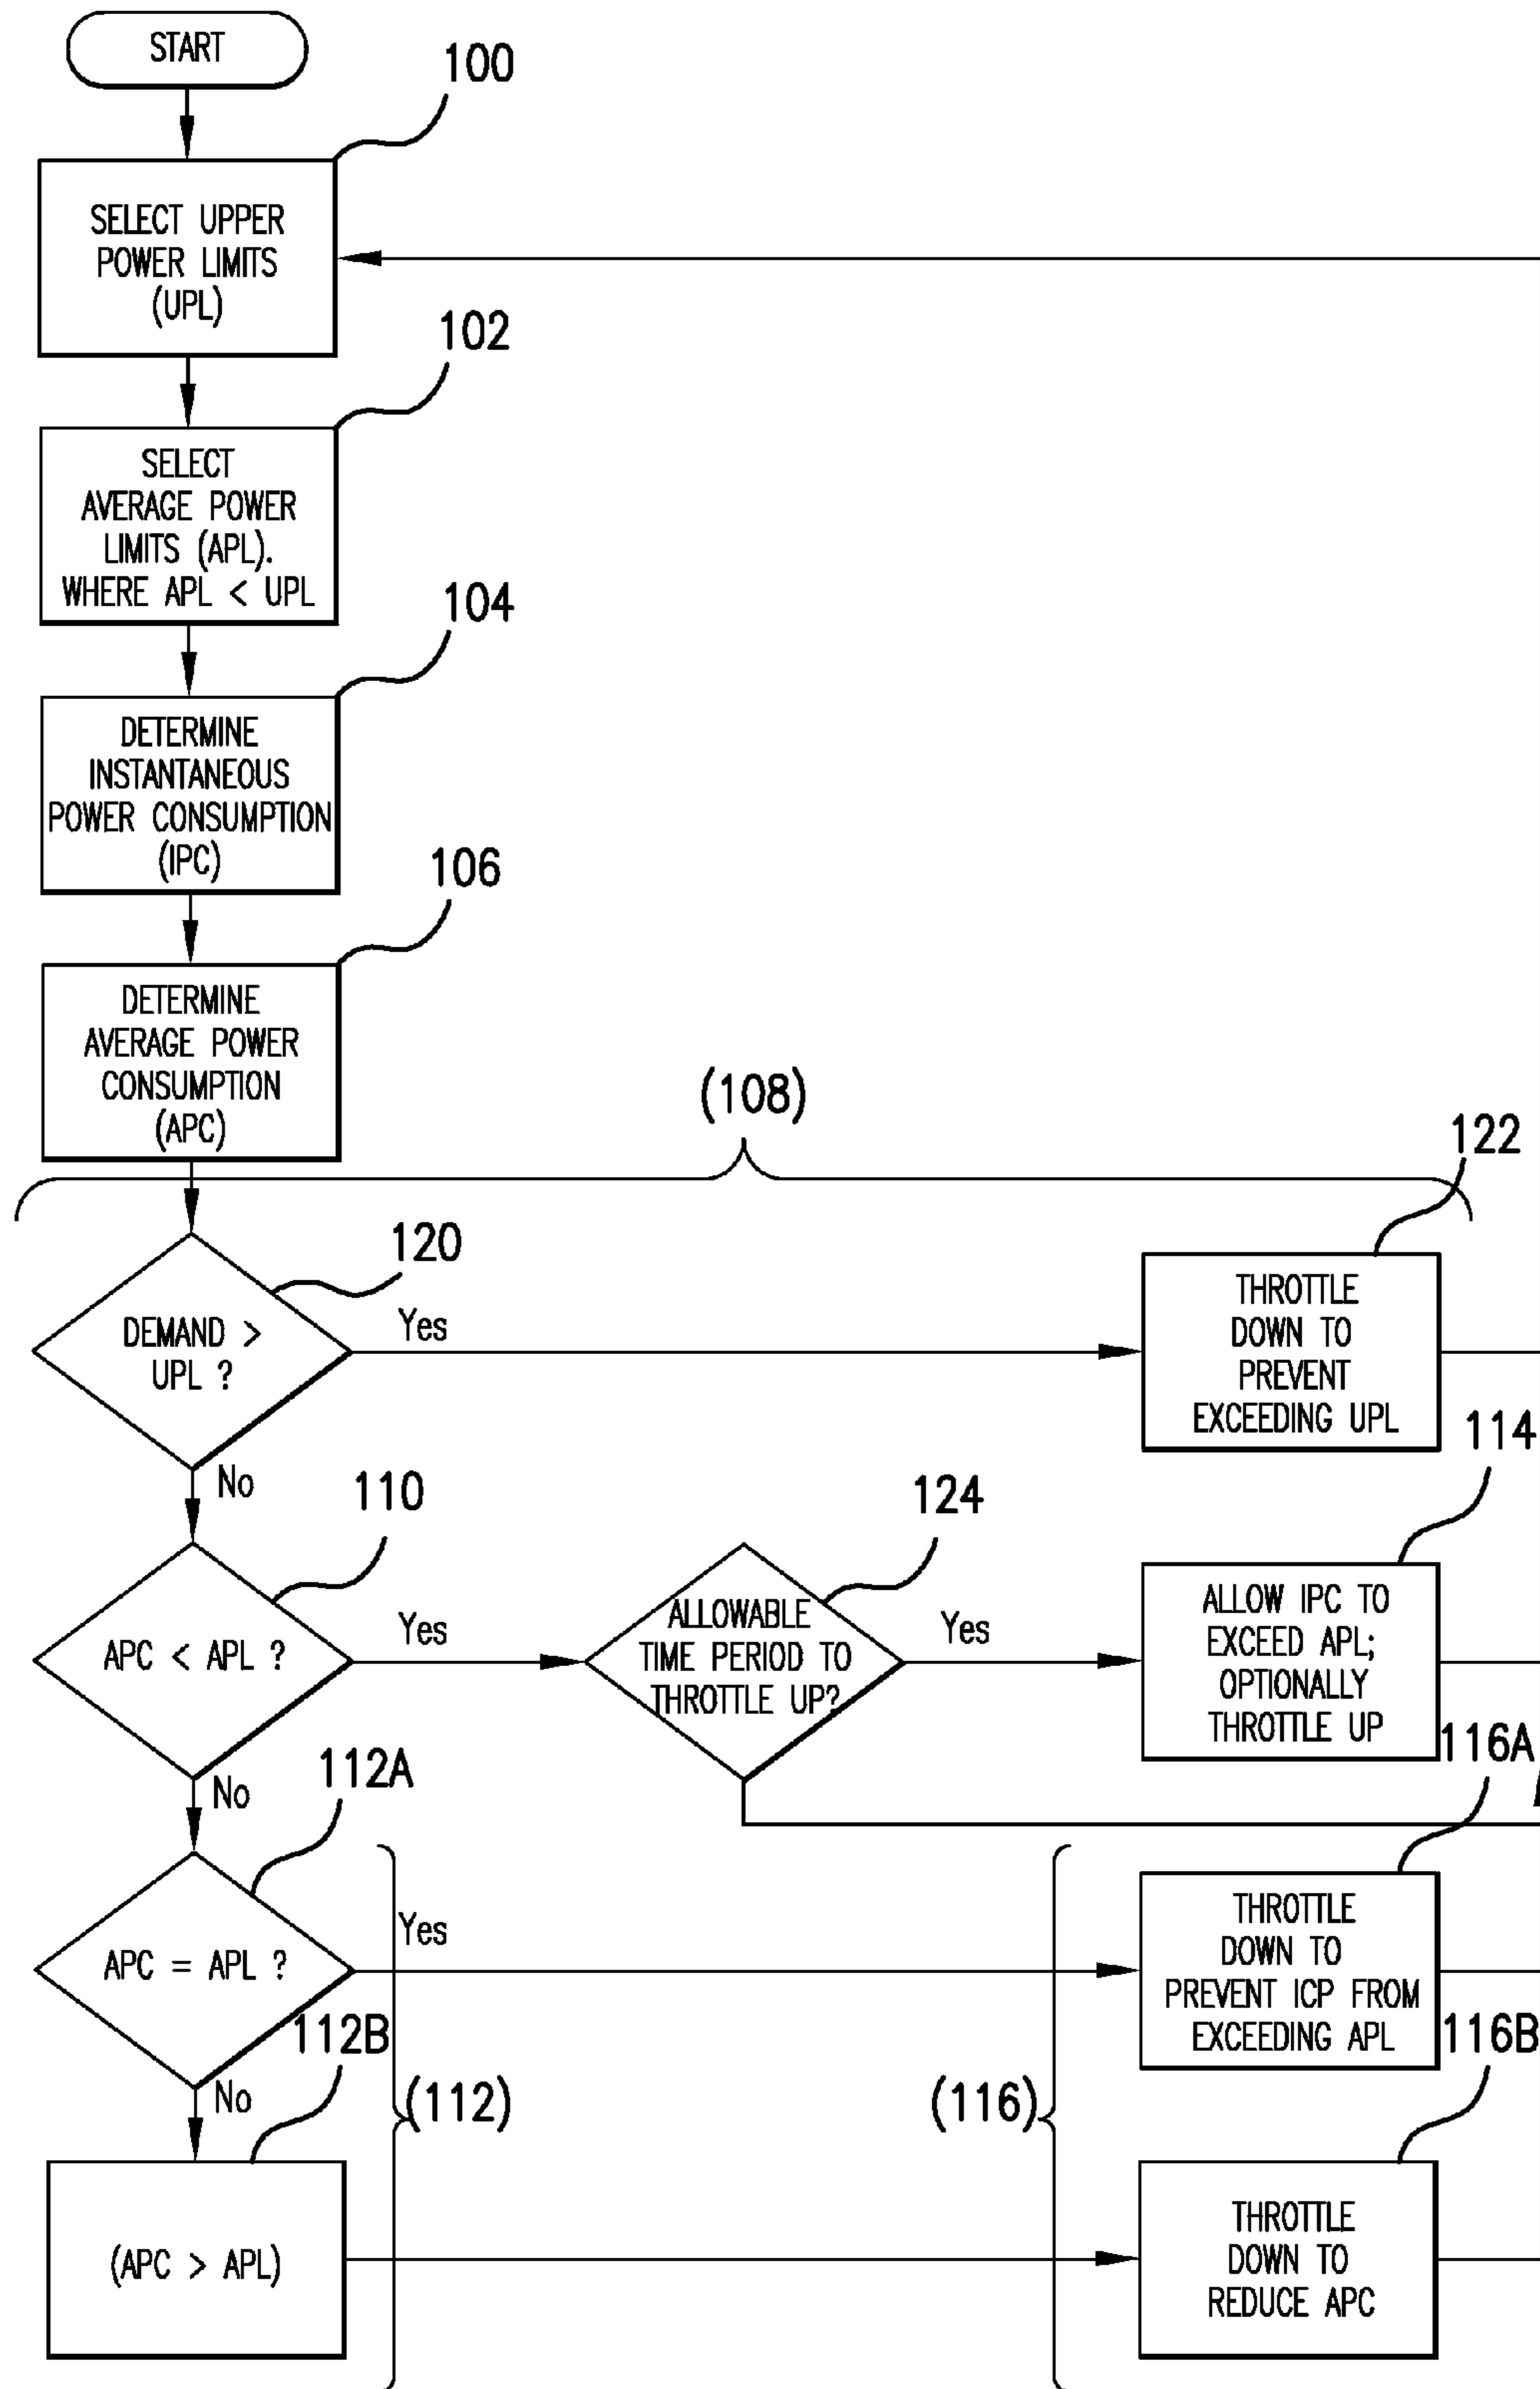 START
100
SELECT UPPER
POWER LIMITS
(UPL)
102
SELECT
AVERAGE POWER
LIMITS (APL).
WHERE APL < UPL
104
DETERMINE
INSTANTANEOUS
POWER CONSUMPTION
(IPC)
106
DETERMINE
AVERAGE POWER
CONSUMPTION
(APC)
(108)
122
120
DEMAND >
UPL ?
Yes
THROTTLE
DOWN TO
PREVENT
EXCEEDING UPL
No
110
124
114
APC < APL ?
Yes
ALLOWABLE
TIME PERIOD TO
THROTTLE UP?
Yes
ALLOW IPC TO
EXCEED APL;
OPTIONALLY
THROTTLE UP
No
112A
116A
APC = APL ?
Yes
THROTTLE
DOWN TO
PREVENT ICP FROM
EXCEEDING APL
No
112B
(112)
(116)
116B
(APC > APL)
THROTTLE
DOWN TO
REDUCE APC